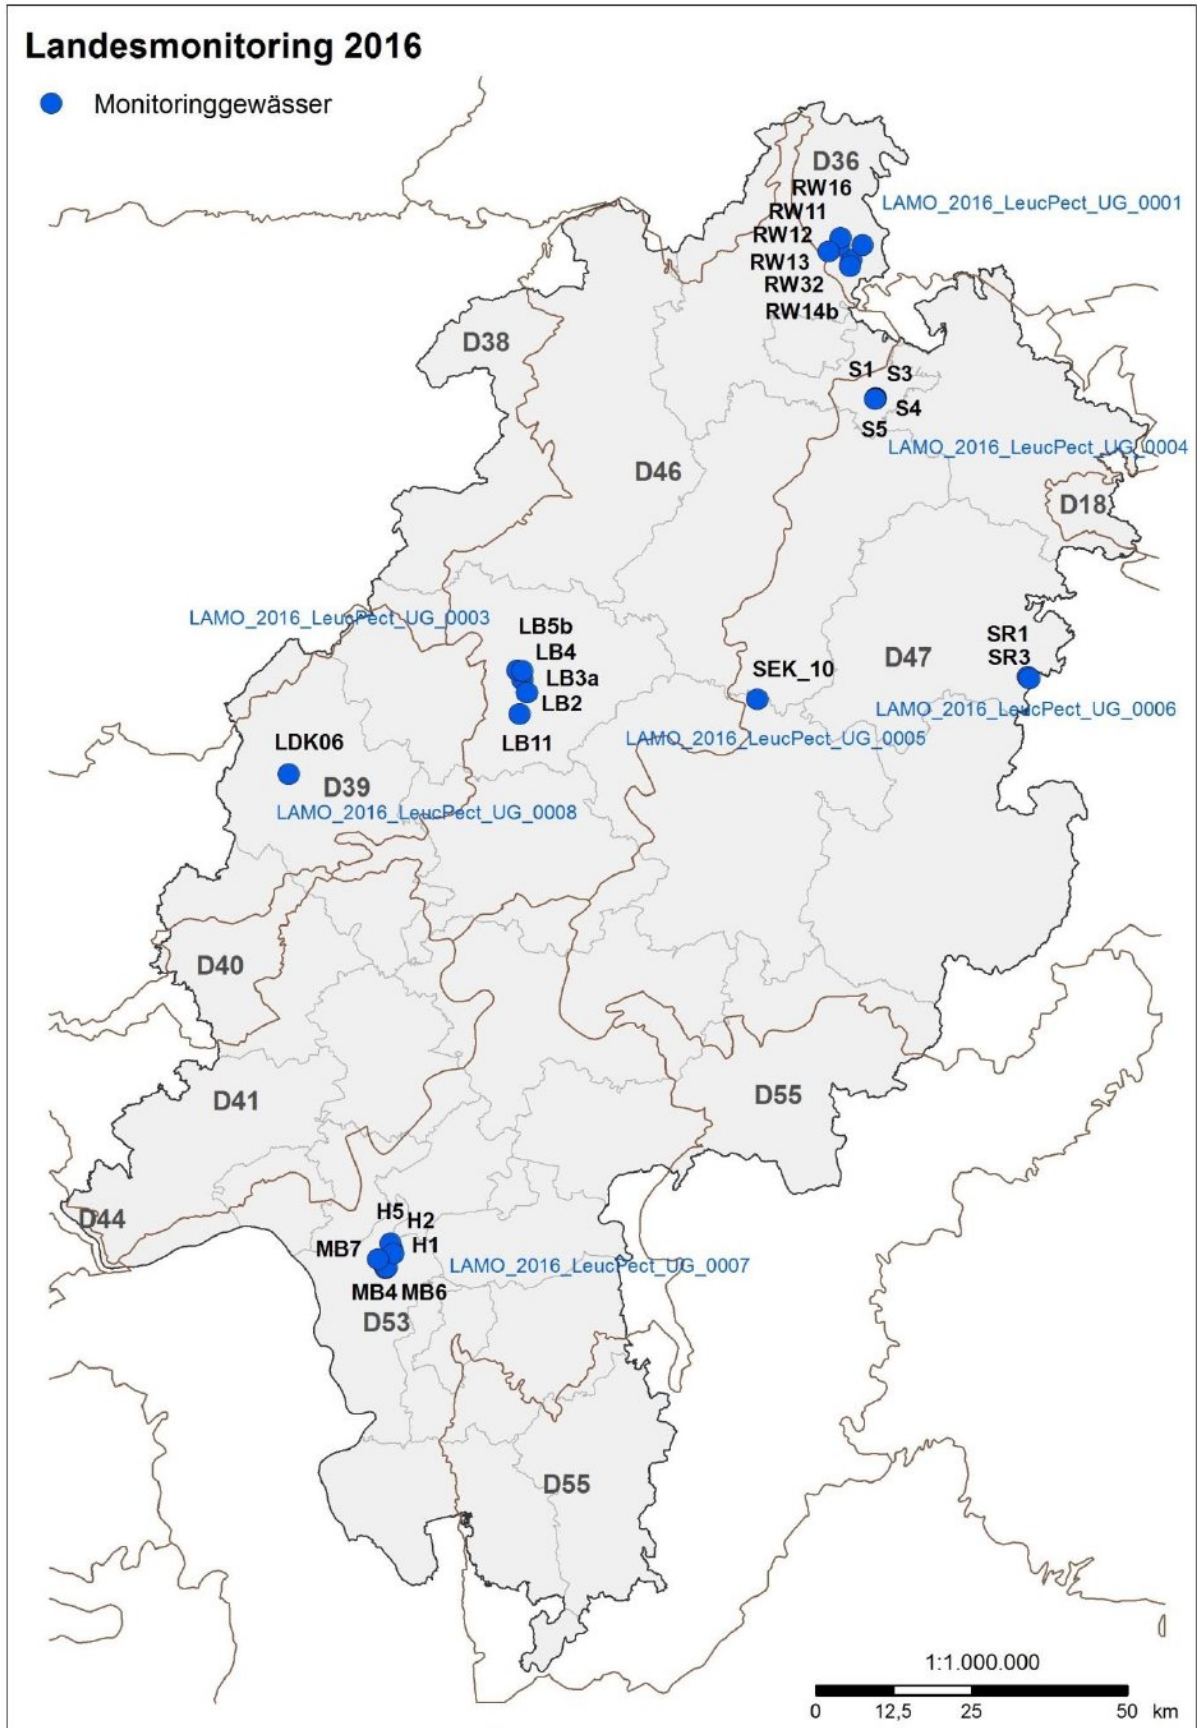 Landesmonitoring 2016
Monitoringgewässer
D36
RW16
LAMO_2016_LeucPect_UG_0001
RW11
RW12
RW13
RW32
RW14b
D38
S1 S3
S4
S5
LAMO_2016_LeucPect_UG_0004
D46
D18
LAMO_2016_LeucPect_UG_0003
LB5b
LB4
LB3a
LB2
LB11
SEK_10
D47
SR1
SR3
LAMO_2016_LeucPect_UG_0006
LAMO_2016_LeucPect_UG_0005
LDK06
D39
LAMO_2016_LeucPect_UG_0008
D40
D41
D55
D44
H5
H2
H1
MB7
LAMO_2016_LeucPect_UG_0007
MB4 MB6
D53
D55
1:1.000.000
0 12,5 25 50 km